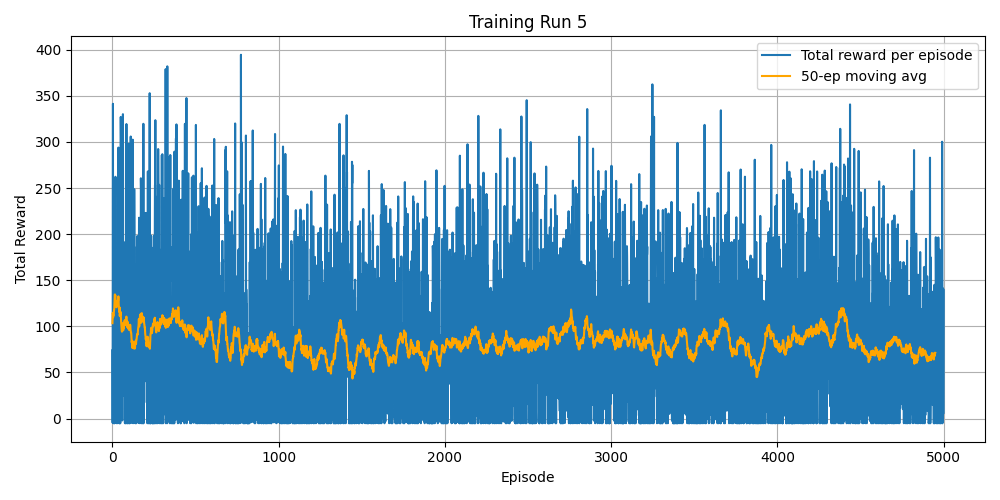 Training Run 5
Total reward per episode
50-ep moving avg
Total Reward
400
350
300
250
200
150
100
50
0
0 1000 2000 3000 4000 5000
Episode